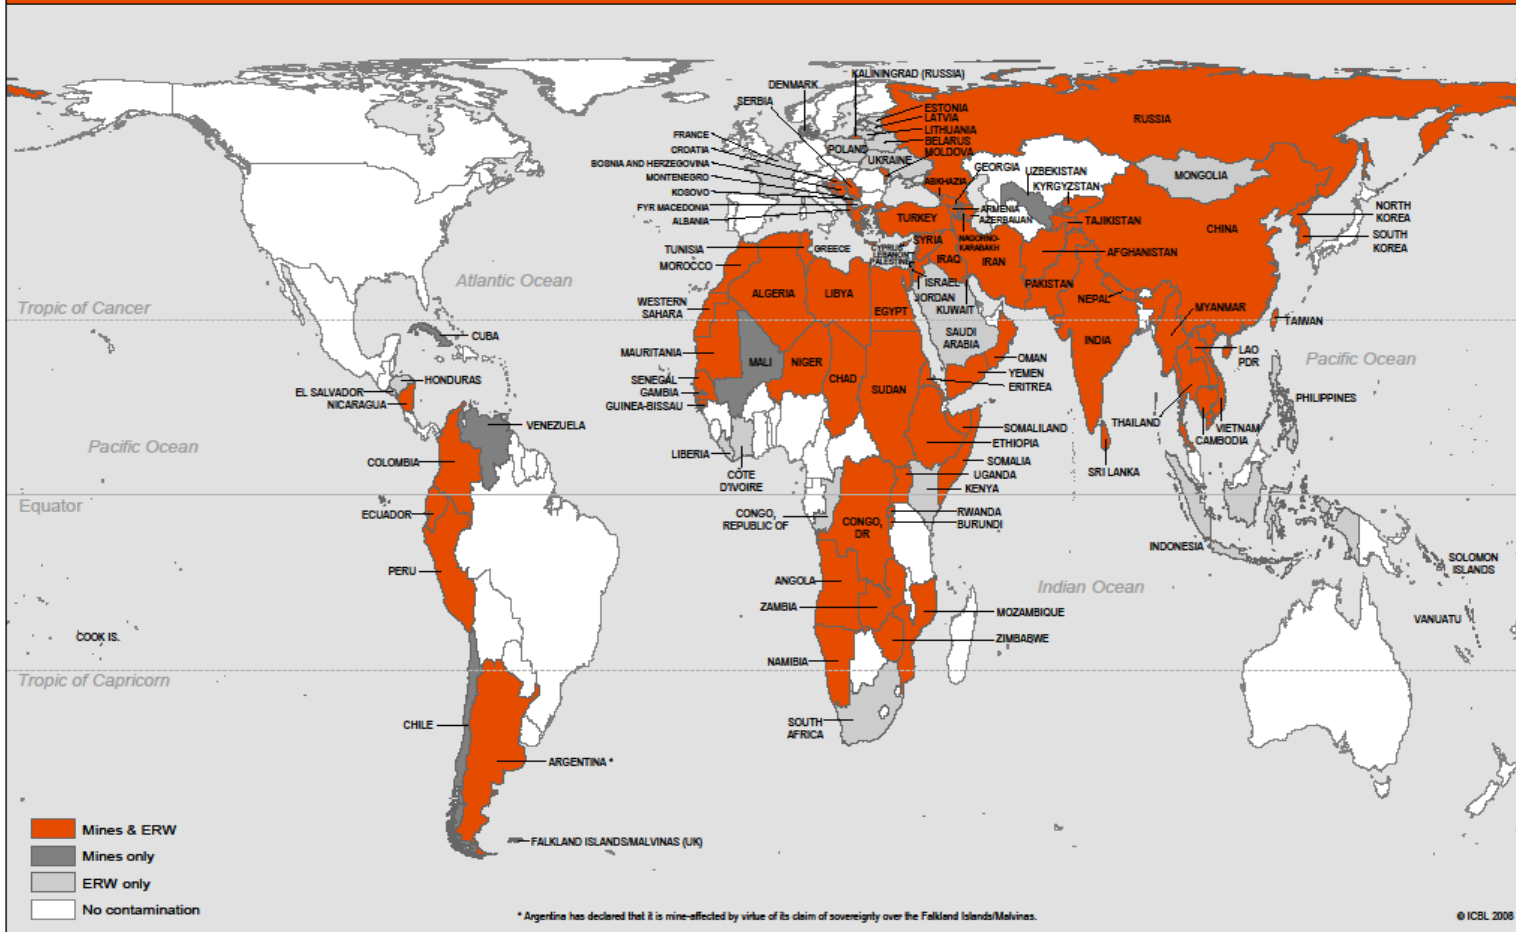 KALININGRAD (RUSSIA)
DENMARK
SERBIA
ESTONIA
LATVIA
LITHUANIA
BELARUS
MOLDOVA
RUSSIA
FRANCE
CROATIA
BOSNIA AND HERZEGOVINA
MONTENEGRO
KOSOVO
FYR MACEDONIA
ALBANIA
POLAND
UKRAINE
GEORGIA
UZBEKISTAN
KYRGYZSTAN
MONGOLIA
ABKHAZIA
ARMENIA
AZERBAIJAN
NORTH
KOREA
SOUTH
KOREA
TURKEY
TAJIKISTAN
CHINA
NAGORNO-
KARABAKH
GREECE
CYPRUS
LEBANON
PALESTINE
SYRIA
IRAQ
IRAN
AFGHANISTAN
TUNISIA
MOROCCO
Atlantic Ocean
ISRAEL
JORDAN
KUWAIT
PAKISTAN
NEPAL
ALGERIA
LIBYA
EGYPT
WESTERN
SAHARA
MYANMAR
Tropic of Cancer
TAIWAN
CUBA
SAUDI
ARABIA
INDIA
LAO
PDR
Pacific Ocean
MAURITANIA
MALI
NIGER
CHAD
SUDAN
OMAN
YEMEN
ERITREA
HONDURAS
EL SALVADOR
NICARAGUA
SENEGAL
GAMBIA
GUINEA-BISSAU
PHILIPPINES
THAILAND
VIETNAM
CAMBODIA
VENEZUELA
Pacific Ocean
SOMALILAND
ETHIOPIA
SOMALIA
UGANDA
KENYA
SRI LANKA
COLOMBIA
LIBERIA
CÔTE
D'IVOIRE
Equator
ECUADOR
CONGO,
REPUBLIC OF
CONGO,
DR
RWANDA
BURUNDI
INDONESIA
SOLOMON
ISLANDS
PERU
ANGOLA
ZAMBIA
Indian Ocean
MOZAMBIQUE
ZIMBABWE
VANUATU
COOK IS.
NAMIBIA
Tropic of Capricorn
CHILE
SOUTH
AFRICA
ARGENTINA *
FALKLAND ISLANDS/MALVINAS (UK)
Mines & ERW
Mines only
ERW only
No contamination
* Argentina has declared that it is mine-affected by virtue of its claim of sovereignty over the Falkland Islands/Malvinas.
© ICBL 2008